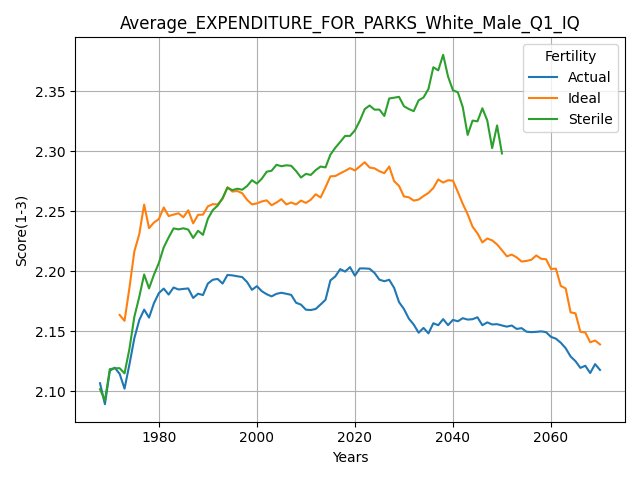 Average_EXPENDITURE_FOR_PARKS_White_Male_Q1_IQ
Fertility
Actual
Ideal
Sterile
Score(1-3)
2.35
2.30
2.25
2.20
2.15
2.10
1980 2000 2020 2040 2060
Years